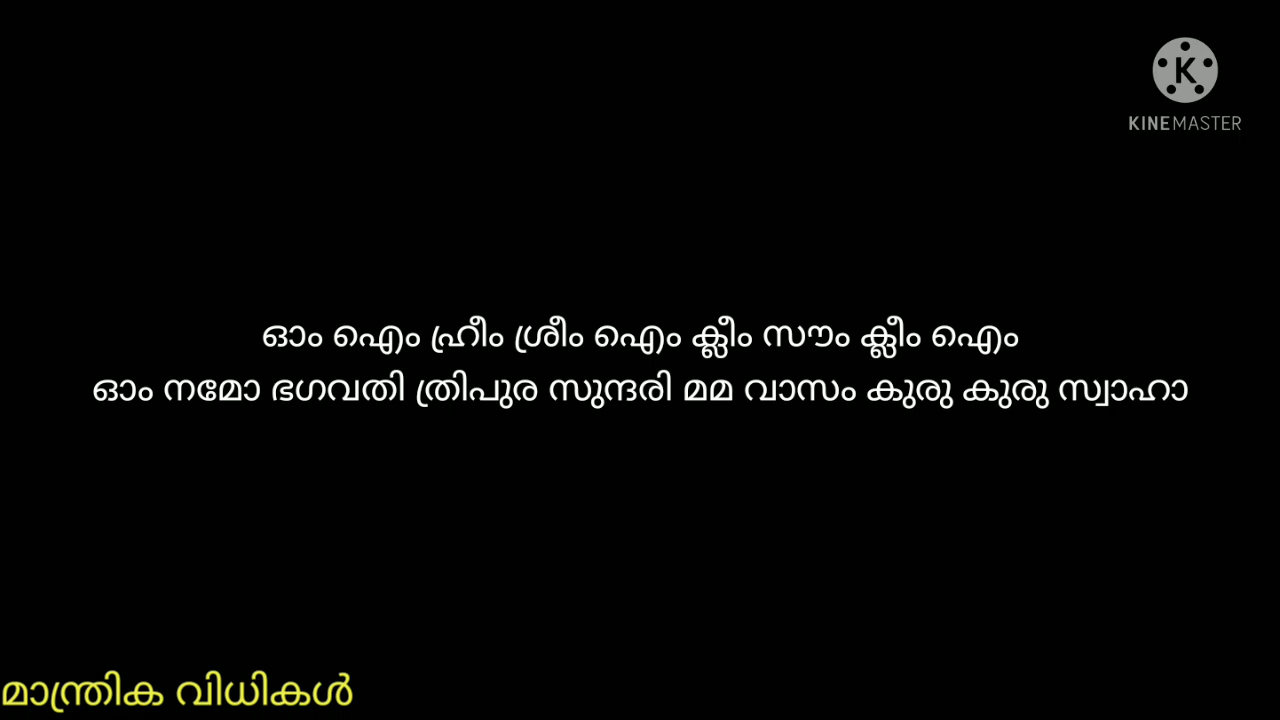 KINEMASTER
ഓം ഐം ഹ്രീം ശ്രീം ഐം ക്ലീം സൗം ക്ലീം ഐം
ഓം നമോ ഭഗവതി ത്രിപുര സുന്ദരി മമ വാസം കുരു കുരു സ്വാഹാ
മാന്ത്രിക വിധികൾ